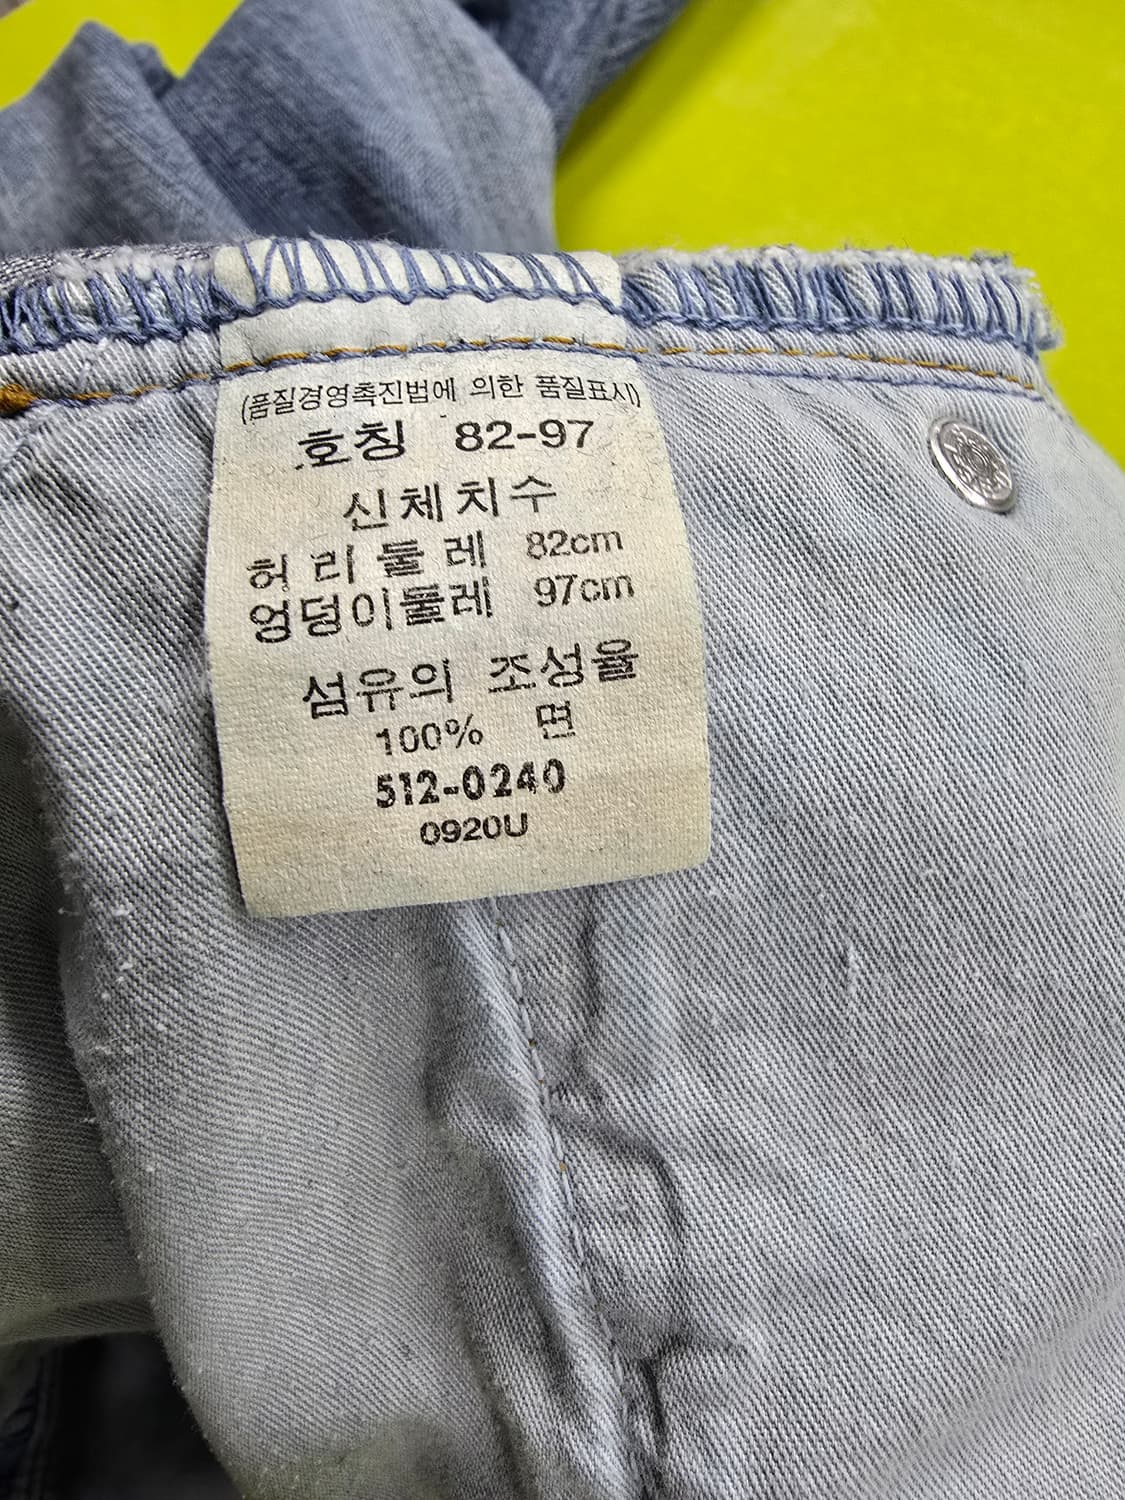 (품질경영촉진법에 의한 품질표시)
호칭 82-97
신체치수
허리둘레 82cm
엉덩이둘레 97cm
섬유의 조성율
100% 면
512-0240
0920U